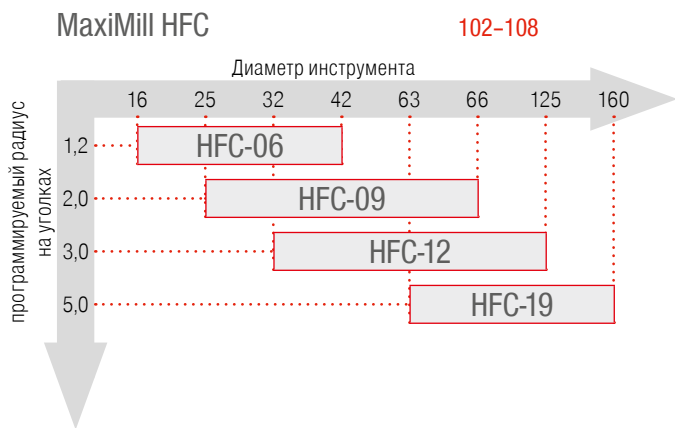 MaxiMill HFC
102–108
Диаметр инструмента
16 25 32 42 63 66 125 160
программируемый радиус
на уголках
1,2
HFC-06
2,0
HFC-09
3,0
HFC-12
5,0
HFC-19